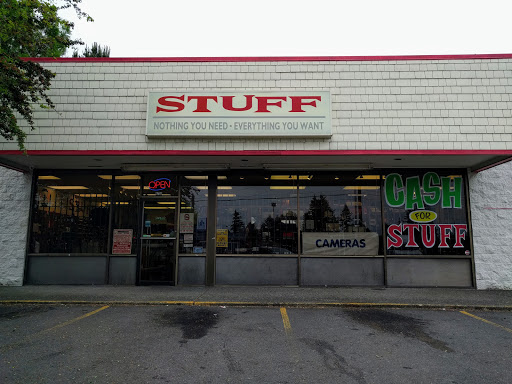 STUFF
NOTHING YOU NEED · EVERYTHING YOU WANT
OPEN
CAMERAS
CASH
FOR
STUFF